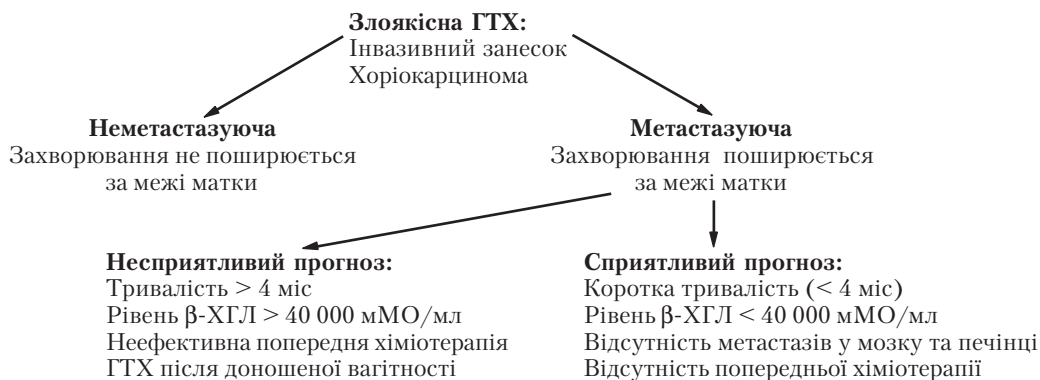 Злоякісна ГТХ:
Інвазивний занесок
Хоріокарцинома
Неметастазуюча
Захворювання не поширюється
за межі матки
Метастазуюча
Захворювання поширюється
за межі матки
Несприятливий прогноз:
Тривалість > 4 міс
Рівень β-ХГЛ > 40 000 мМО/мл
Неефективна попередня хіміотерапія
ГТХ після доношеної вагітності
Сприятливий прогноз:
Коротка тривалість (< 4 міс)
Рівень β-ХГЛ < 40 000 мМО/мл
Відсутність метастазів у мозку та печінці
Відсутність попередньої хіміотерапії